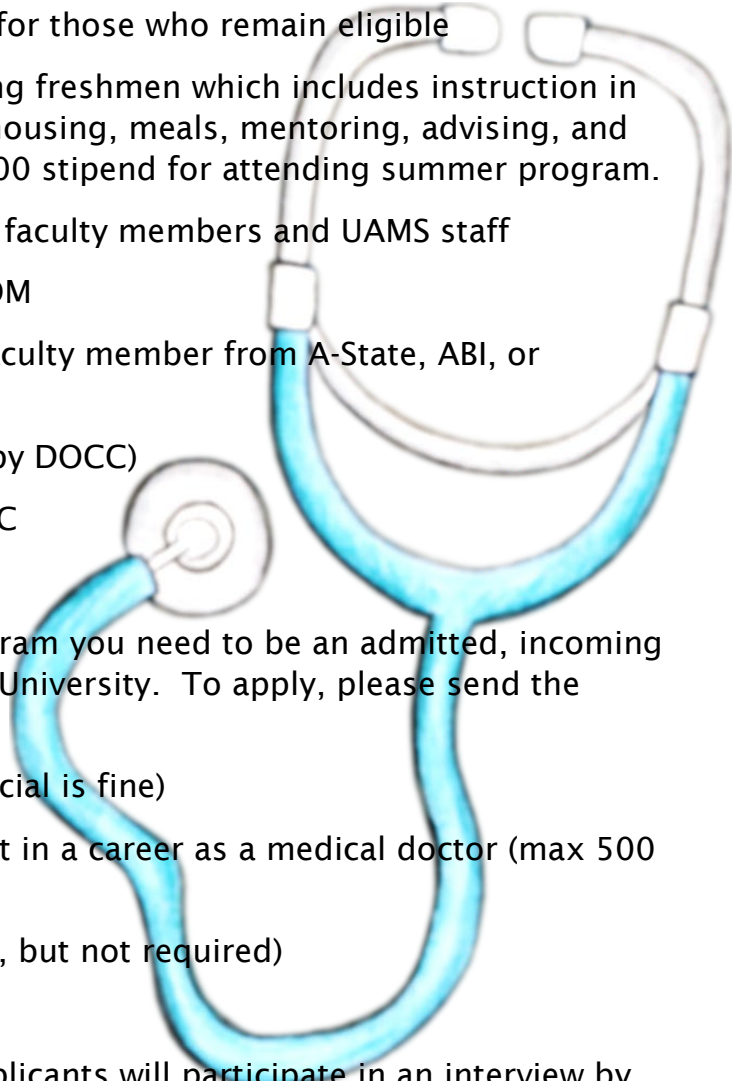 for those who remain eligible
ng freshmen which includes instruction in
housing, meals, mentoring, advising, and
00 stipend for attending summer program.
faculty members and UAMS staff
OM
culty member from A-State, ABI, or
by DOCC)
C
ram you need to be an admitted, incoming
University.  To apply, please send the
cial is fine)
t in a career as a medical doctor (max 500
, but not required)
plicants will participate in an interview by